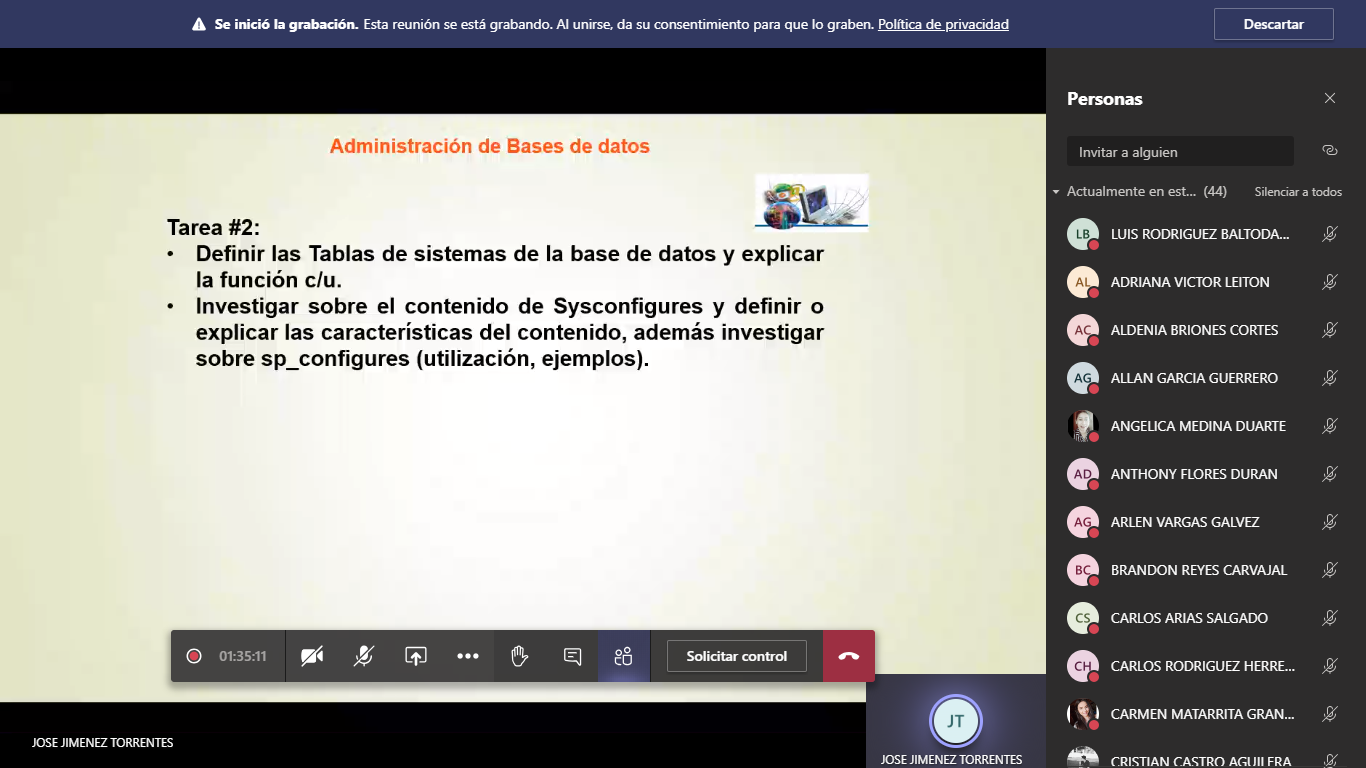 Se inició la grabación. Esta reunión se está grabando. Al unirse, da su consentimiento para que lo graben. Política de privacidad
Descartar
Administración de Bases de datos
Tarea #2:
• Definir las Tablas de sistemas de la base de datos y explicar
la función c/u.
• Investigar sobre el contenido de Sysconfigures y definir o
explicar las características del contenido, además investigar
sobre sp_configures (utilización, ejemplos).
01:35:11
Solicitar control
JOSE JIMENEZ TORRENTES
JT
JOSE JIMENEZ TORRENTES
Personas
Invitar a alguien
Actualmente en est... (44)
Silenciar a todos
LB LUIS RODRIGUEZ BALTODA...
AL ADRIANA VICTOR LEITON
AC ALDENIA BRIONES CORTES
AG ALLAN GARCIA GUERRERO
ANGELICA MEDINA DUARTE
AD ANTHONY FLORES DURAN
AG ARLEN VARGAS GALVEZ
BC BRANDON REYES CARVAJAL
CS CARLOS ARIAS SALGADO
CH CARLOS RODRIGUEZ HERRE...
CARMEN MATARRITA GRAN...
CRISTIAN CASTRO AGUILERA